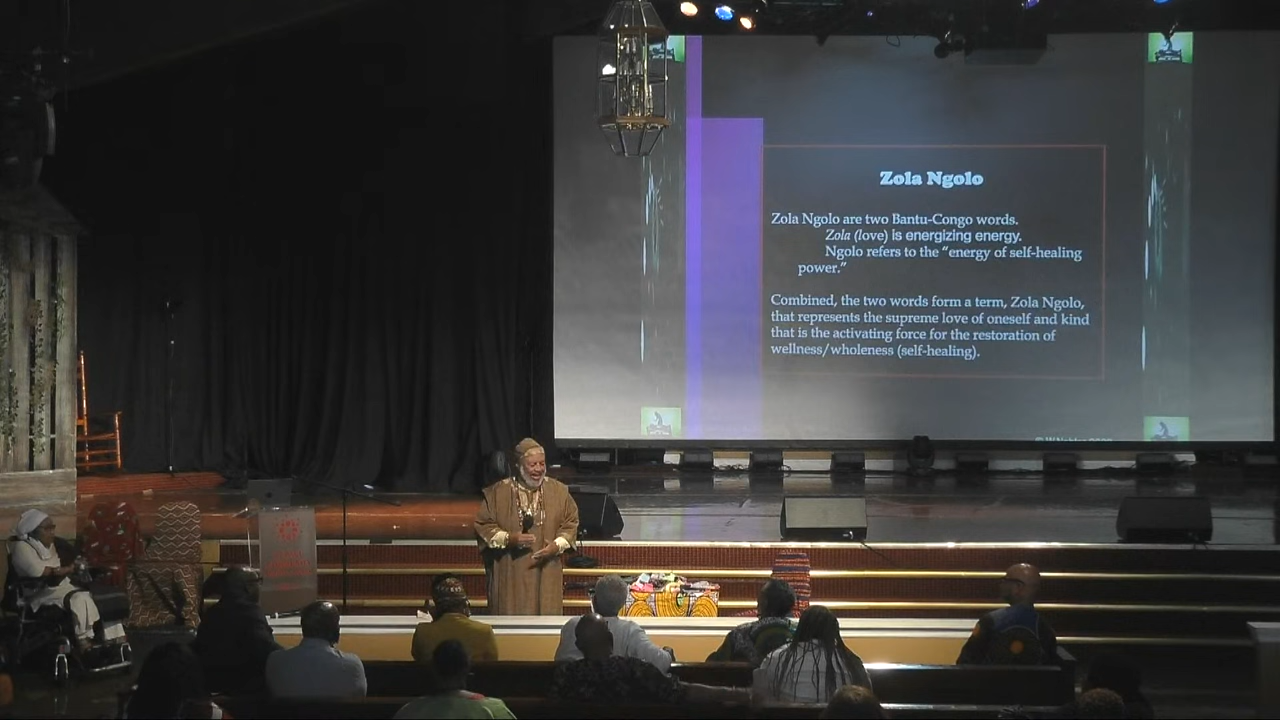 Zola Ngolo
Zola Ngolo are two Bantu-Congo words.
Zola (love) is energizing energy.
Ngolo refers to the “energy of self-healing
power.”
Combined, the two words form a term, Zola Ngolo,
that represents the supreme love of oneself and kind
that is the activating force for the restoration of
wellness/wholeness (self-healing).